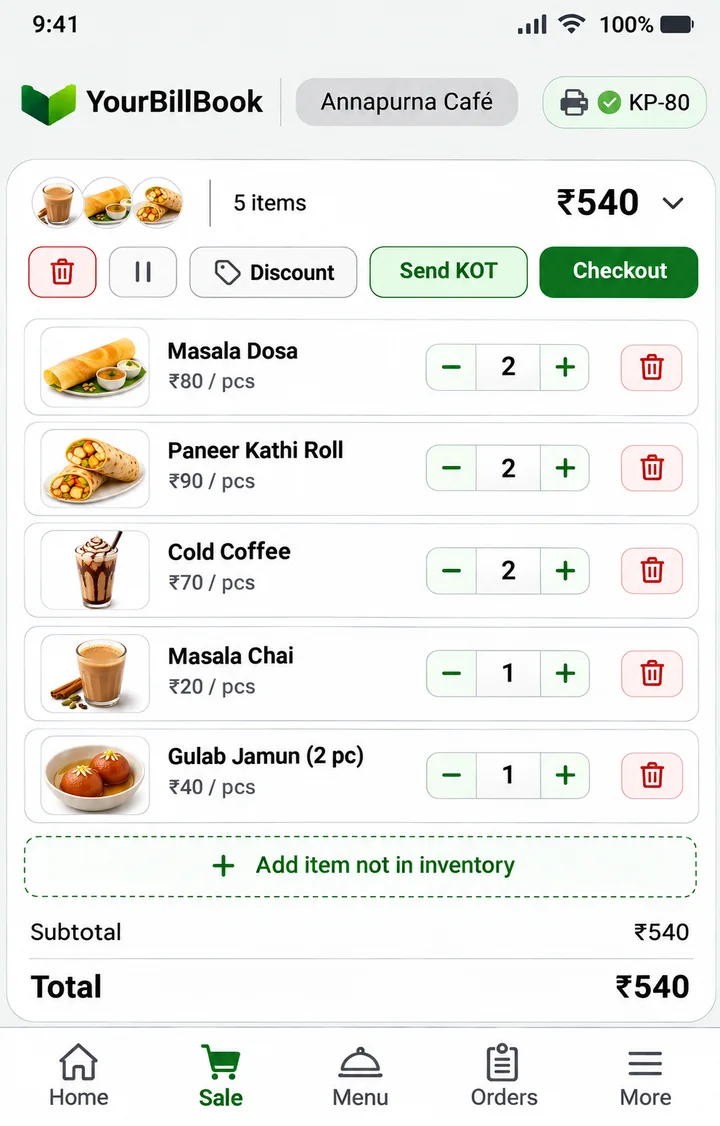 9:41
100%
YourBillBook
Annapurna Café
KP-80
5 items
₹540
Discount
Send KOT
Checkout
Masala Dosa
₹80 / pcs
2
Paneer Kathi Roll
₹90 / pcs
2
Cold Coffee
₹70 / pcs
2
Masala Chai
₹20 / pcs
1
Gulab Jamun (2 pc)
₹40 / pcs
1
+ Add item not in inventory
Subtotal ₹540
Total ₹540
Home
Sale
Menu
Orders
More